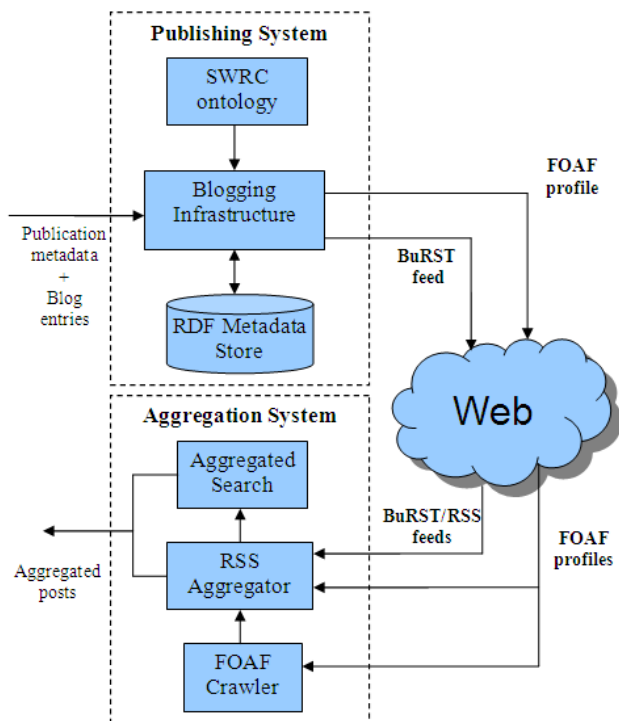 Publishing System
SWRC
ontology
Blogging
Infrastructure
FOAF
profile
Publication
metadata
+
Blog
entries
BuRST
feed
RDF Metadata
Store
Web
Aggregation System
Aggregated
Search
BuRST/RSS
feeds
FOAF
profiles
RSS
Aggregator
Aggregated
posts
FOAF
Crawler